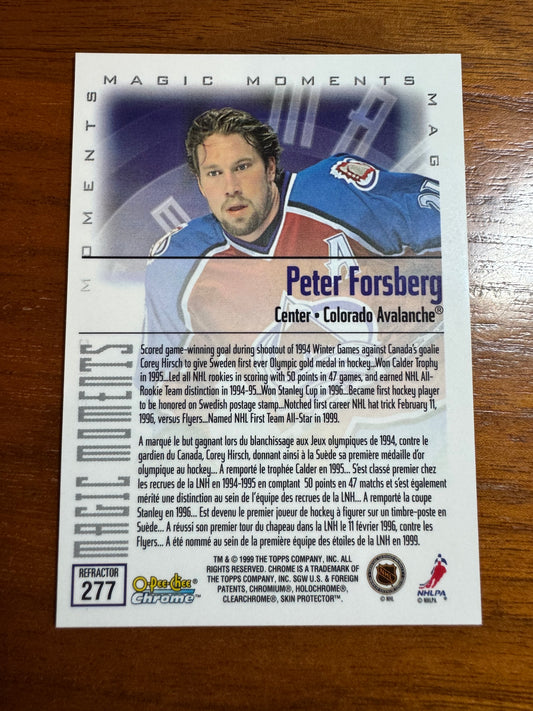 MAGIC MOMENTS
MAG
MOMENTS
A
Peter Forsberg
Center • Colorado Avalanche®
MAGIC MOMENTS
Scored game-winning goal during shootout of 1994 Winter Games against Canada's goalie
Corey Hirsch to give Sweden first ever Olympic gold medal in hockey...Won Calder Trophy
in 1995...Led all NHL rookies in scoring with 50 points in 47 games, and earned NHL All-
Rookie Team distinction in 1994-95...Won Stanley Cup in 1996...Became first hockey player
to be honored on Swedish postage stamp...Notched first career NHL hat trick February 11,
1996, versus Flyers...Named NHL First Team All-Star in 1999.
A marqué le but gagnant lors du blanchissage aux Jeux olympiques de 1994, contre le
gardien du Canada, Corey Hirsch, donnant ainsi à la Suède sa première médaille d'or
olympique au hockey... A remporté le trophée Calder en 1995... S'est classé premier chez
les recrues de la LNH en 1994-1995 en comptant 50 points en 47 matchs et s'est également
mérité une distinction au sein de l'équipe des recrues de la LNH... A remporté la coupe
Stanley en 1996... Est devenu le premier joueur de hockey à figurer sur un timbre-poste en
Suède... A réussi son premier tour du chapeau dans la LNH le 11 février 1996, contre les
Flyers... A été nommé au sein de la première équipe des étoiles de la LNH en 1999.
REFRACTOR
277
O-Pee-Chee
Chrome™
TM & © 1999 THE TOPPS COMPANY, INC. ALL
RIGHTS RESERVED. CHROME IS A TRADEMARK OF
THE TOPPS COMPANY, INC. SGW U.S. & FOREIGN
PATENTS, CHROMIUM®, HOLOCHROME®,
CLEARCHROME®, SKIN PROTECTOR™.
NHL
© NHL
NHLPA
© NHLPA